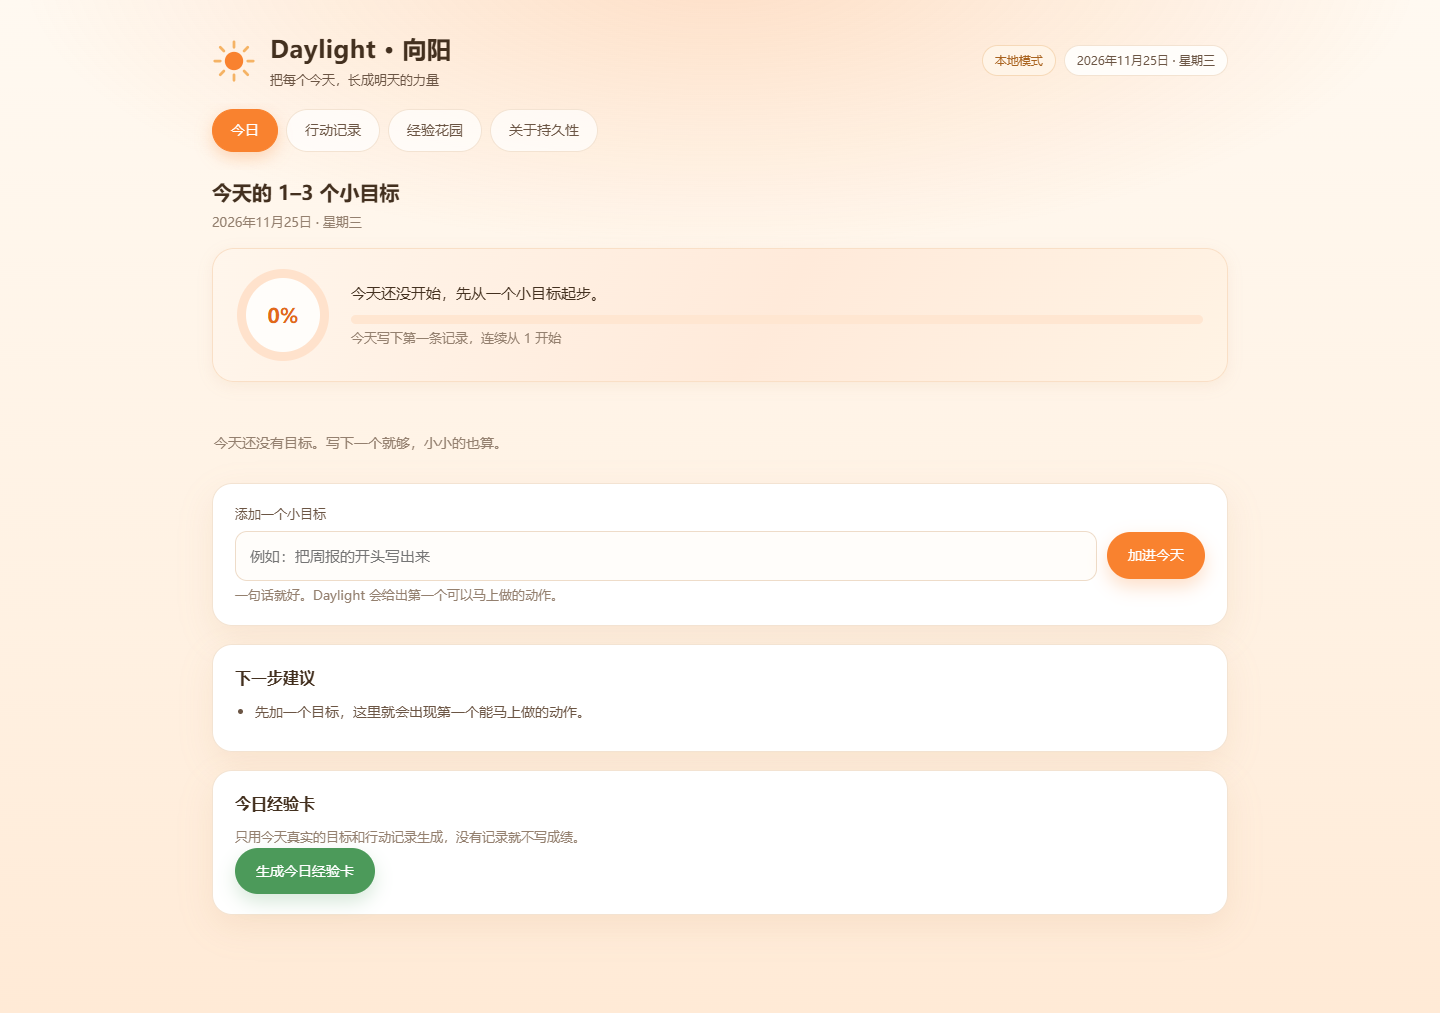 Daylight · 向阳
把每个今天，长成明天的力量
本地模式
2026年11月25日 · 星期三
今日
行动记录
经验花园
关于持久性
今天的 1–3 个小目标
2026年11月25日 · 星期三
0%
今天还没开始，先从一个小目标起步。
今天写下第一条记录，连续从 1 开始
今天还没有目标。写下一个就够，小小的也算。
添加一个小目标
例如：把周报的开头写出来
加进今天
一句话就好。Daylight 会给出第一个可以马上做的动作。
下一步建议
• 先加一个目标，这里就会出现第一个能马上做的动作。
今日经验卡
只用今天真实的目标和行动记录生成，没有记录就不写成绩。
生成今日经验卡